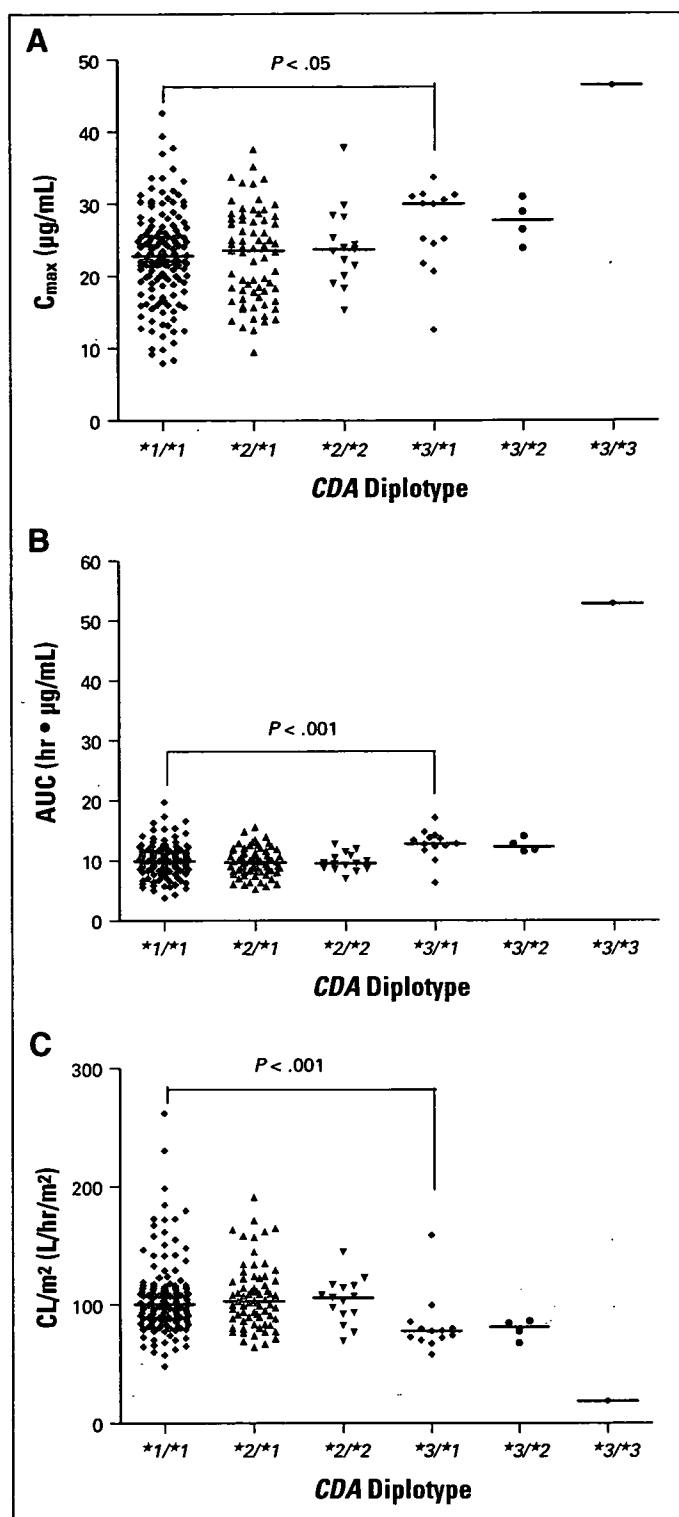 A
P < .05
50
40
30
20
10
0
Cmax (µg/mL)
*1/*1 *2/*1 *2/*2 *3/*1 *3/*2 *3/*3
CDA Diplotype
B
60
50
40
30
20
10
0
AUC (hr • µg/mL)
P < .001
*1/*1 *2/*1 *2/*2 *3/*1 *3/*2 *3/*3
CDA Diplotype
C
300
200
100
0
CL/m² (L/hr/m²)
P < .001
*1/*1 *2/*1 *2/*2 *3/*1 *3/*2 *3/*3
CDA Diplotype